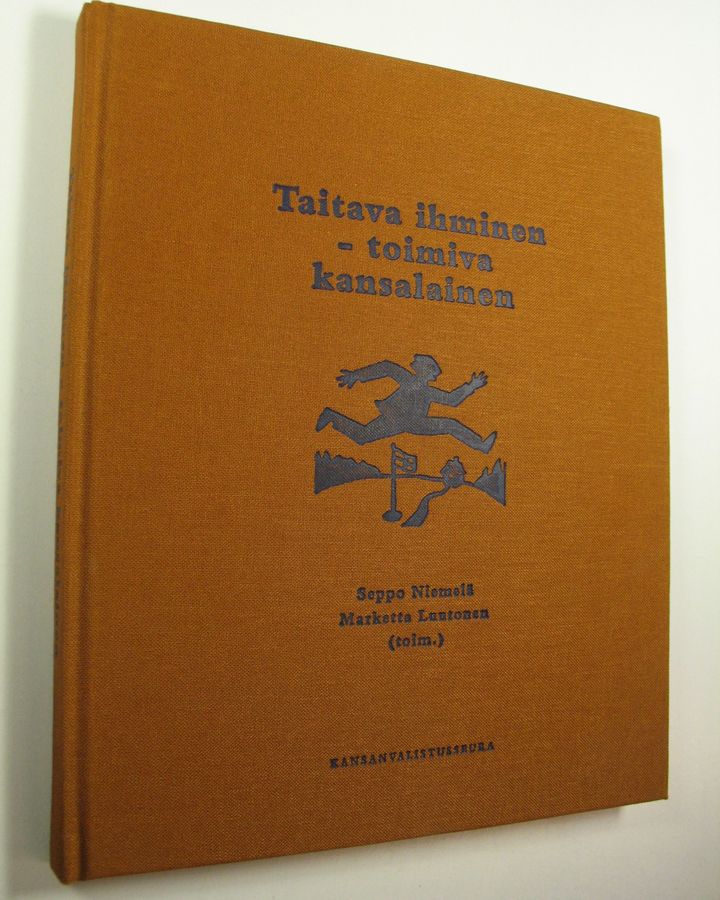 Taitava ihminen
- toimiva
kansalainen
Seppo Niemelä
Marketta Luutonen
(toim.)
KANSANVALISTUSSEURA